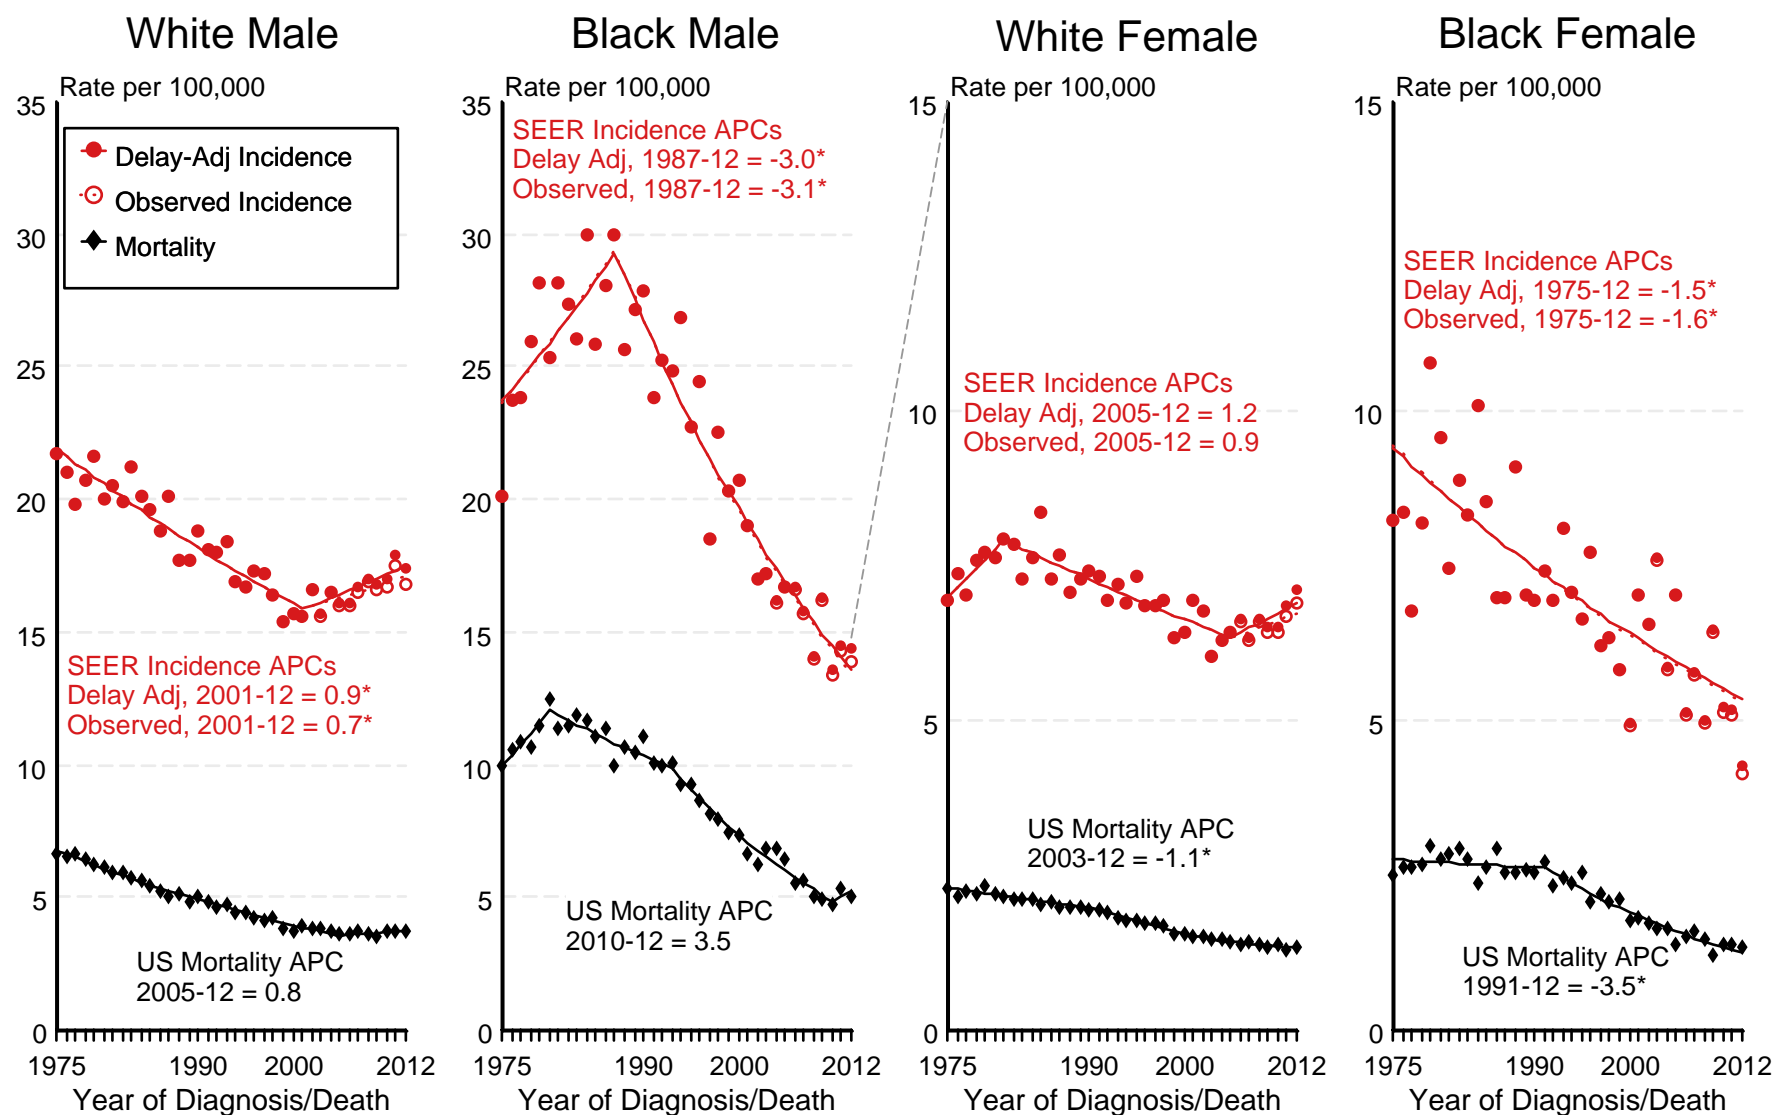 White Male
Rate per 100,000
35
30
25
20
15
10
5
0
Delay-Adj Incidence
Observed Incidence
Mortality
SEER Incidence APCs
Delay Adj, 2001-12 = 0.9*
Observed, 2001-12 = 0.7*
US Mortality APC
2005-12 = 0.8
1975 1990 2000 2012
Year of Diagnosis/Death
Black Male
Rate per 100,000
35
30
25
20
15
10
5
0
SEER Incidence APCs
Delay Adj, 1987-12 = -3.0*
Observed, 1987-12 = -3.1*
US Mortality APC
2010-12 = 3.5
1975 1990 2000 2012
Year of Diagnosis/Death
White Female
Rate per 100,000
15
10
5
0
SEER Incidence APCs
Delay Adj, 2005-12 = 1.2
Observed, 2005-12 = 0.9
US Mortality APC
2003-12 = -1.1*
1975 1990 2000 2012
Year of Diagnosis/Death
Black Female
Rate per 100,000
15
10
5
0
SEER Incidence APCs
Delay Adj, 1975-12 = -1.5*
Observed, 1975-12 = -1.6*
US Mortality APC
1991-12 = -3.5*
1975 1990 2000 2012
Year of Diagnosis/Death